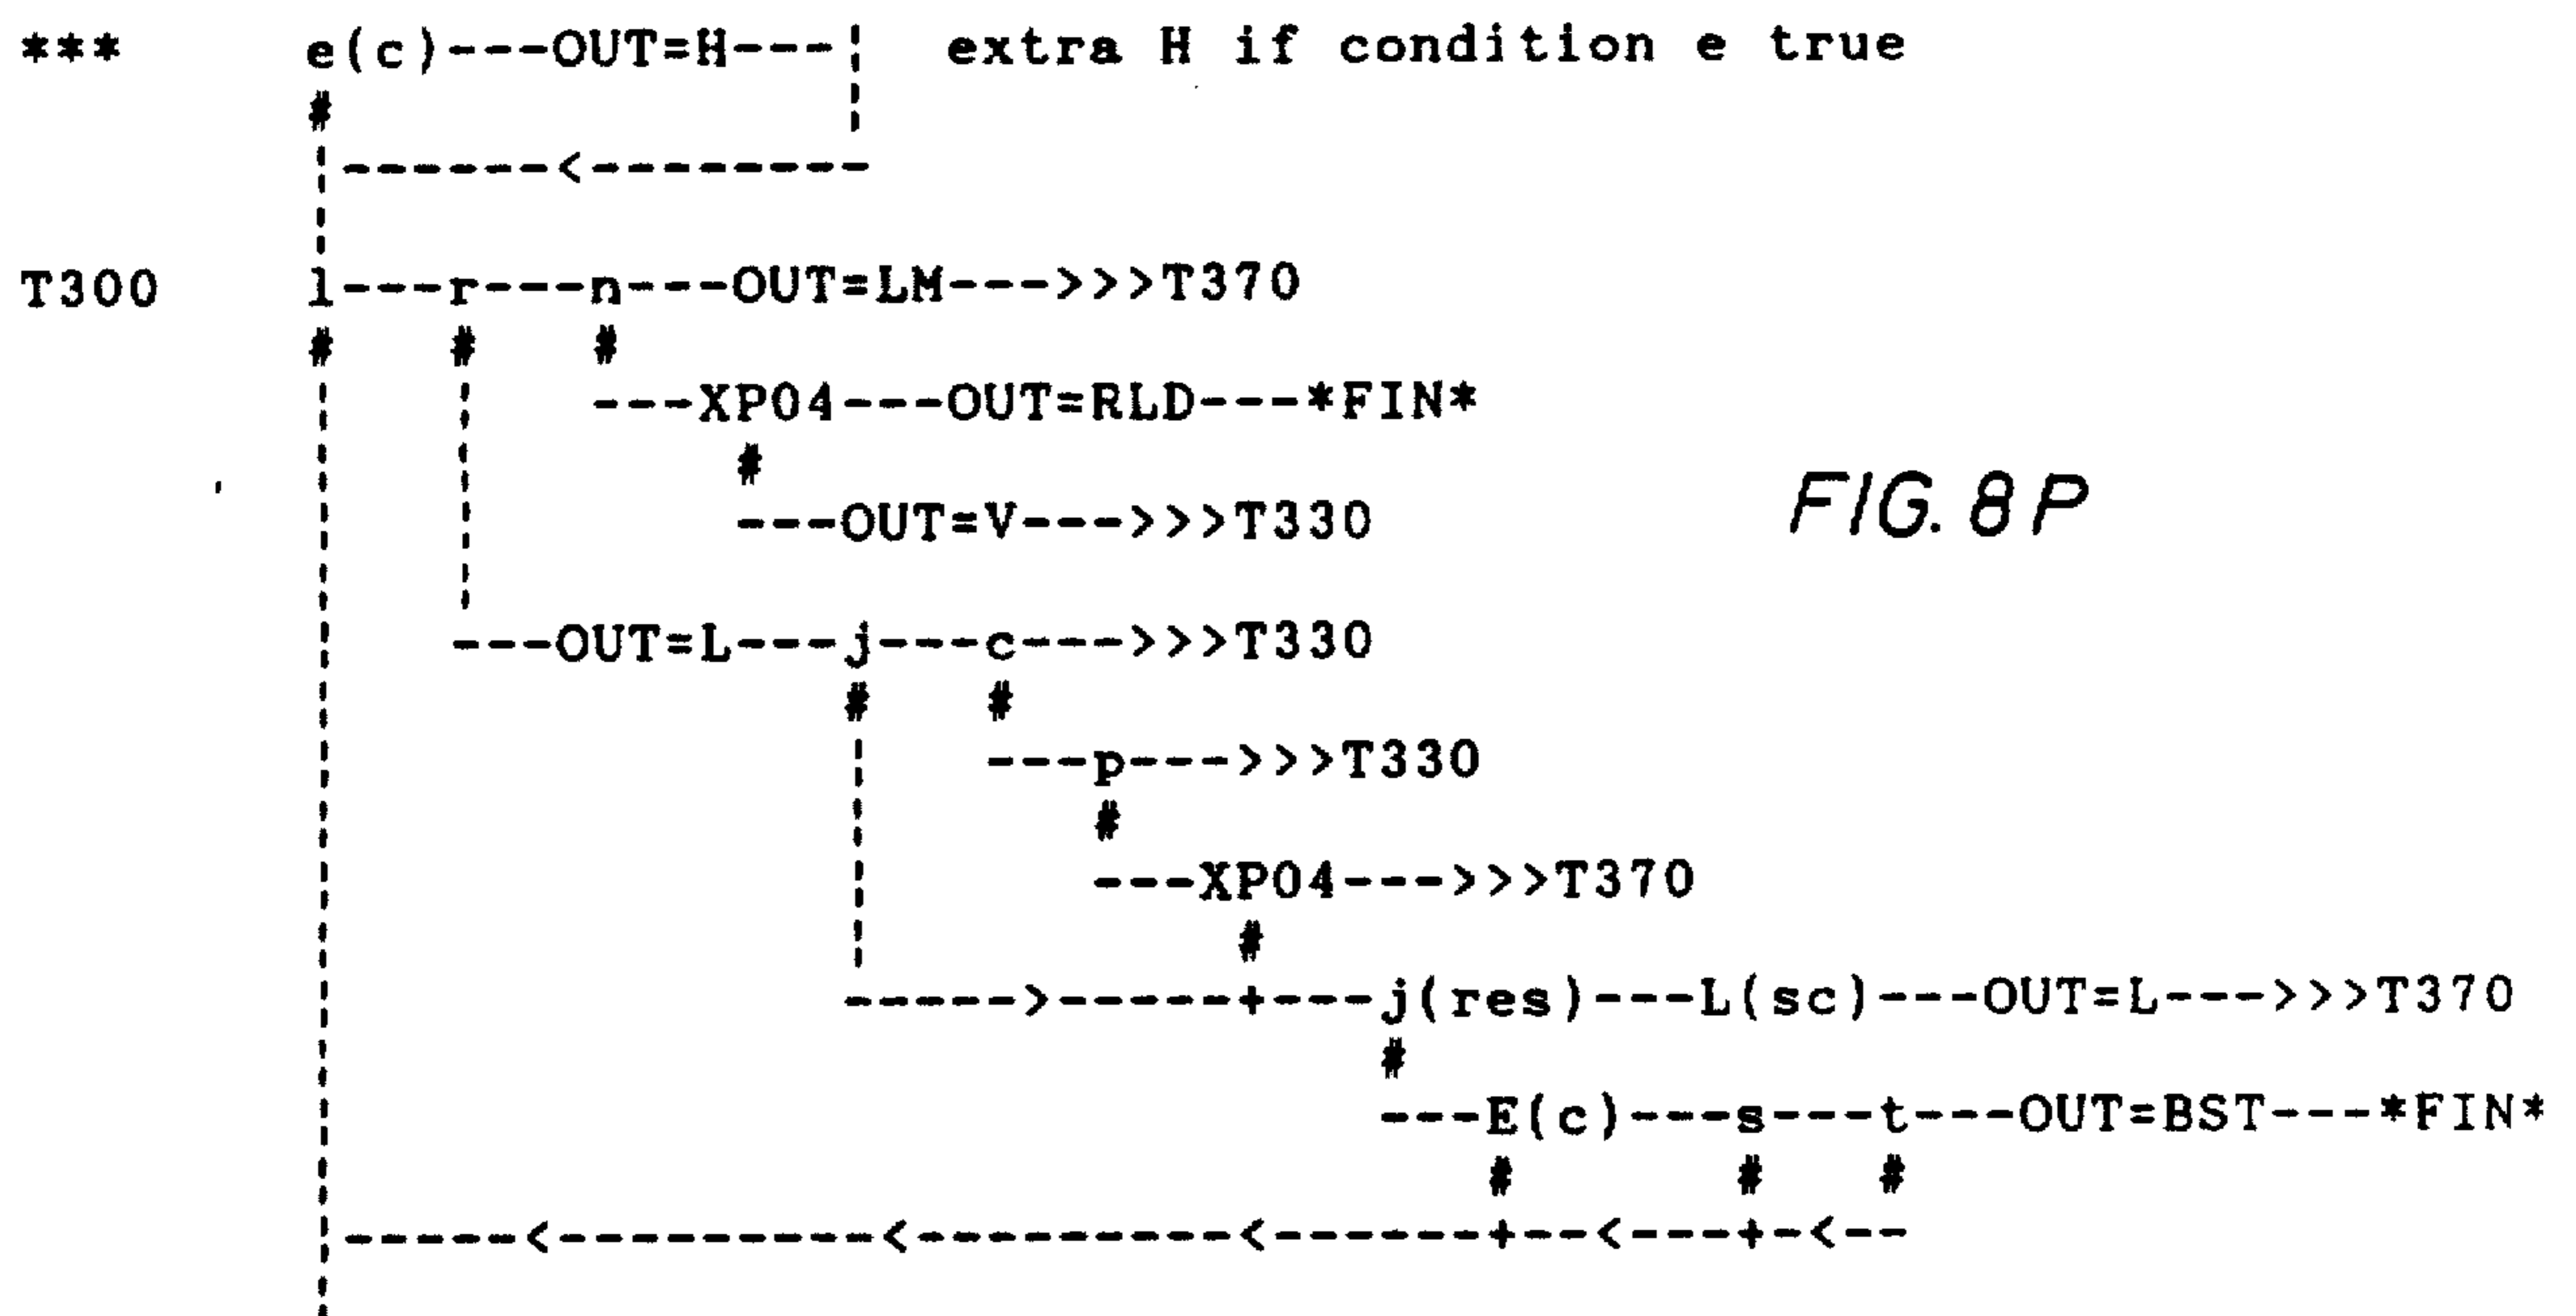 *** e(c)---OUT=H---¦ extra H if condition e true
# ¦
¦------<--------
T300 l---r---n---OUT=LM--->>>T370
# # #
---XP04---OUT=RLD---*FIN*
#
---OUT=V--->>>T330
FIG. 8P
---OUT=L---j---c--->>>T330
# #
---p--->>>T330
#
---XP04--->>>T370
#
----->-----+---j(res)---L(sc)---OUT=L--->>>T370
#
---E(c)---s---t---OUT=BST---*FIN*
# # #
¦-----<---------<---------<------+--<---+-<--